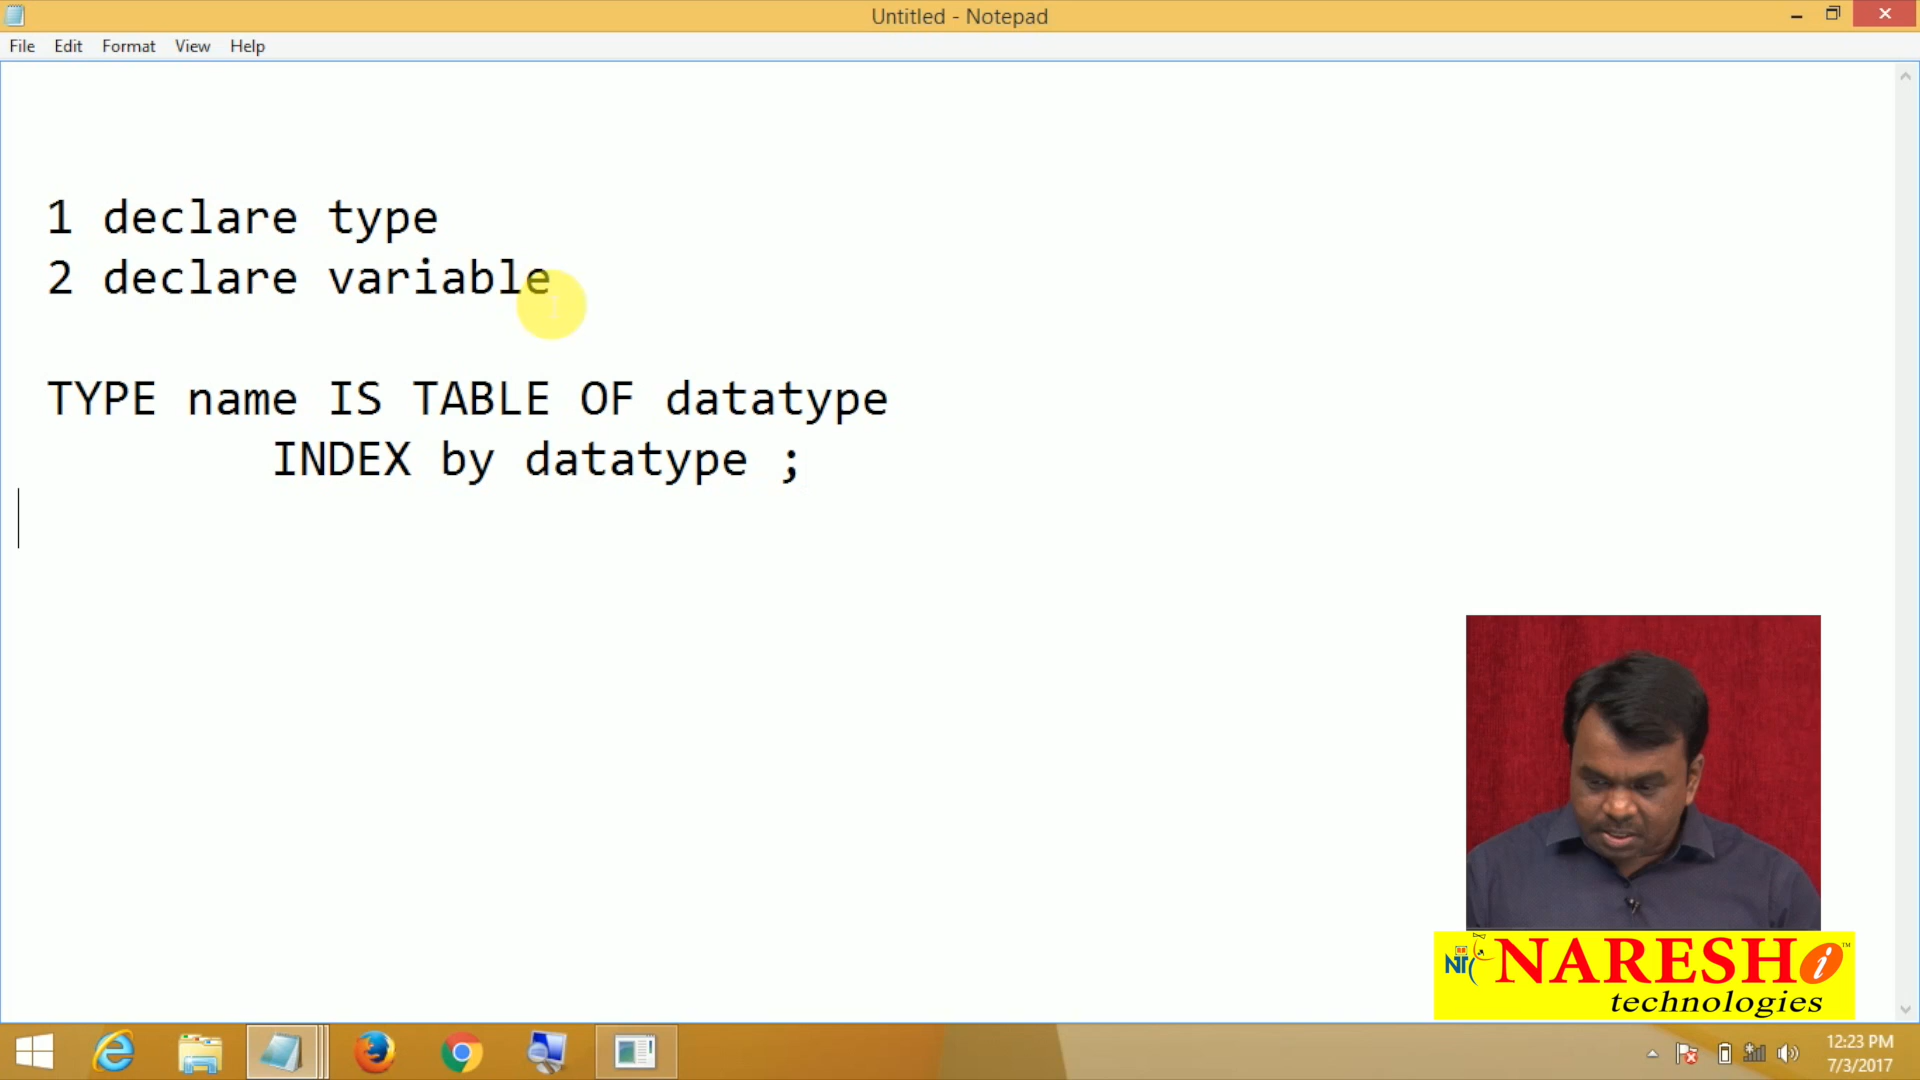 Untitled - Notepad
File Edit Format View Help
1 declare type
2 declare variable
TYPE name IS TABLE OF datatype
INDEX by datatype ;
NARESH i ™
technologies
12:23 PM
7/3/2017